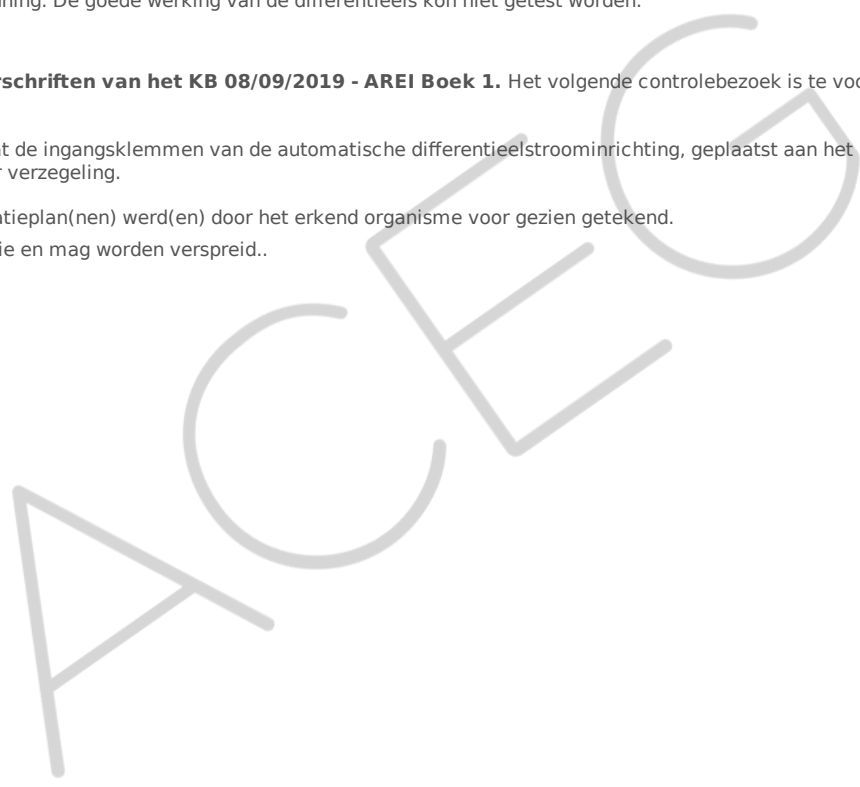 ning. De goede werking van de differentieels kon niet getest worden.
rschriften van het KB 08/09/2019 - AREI Boek 1. Het volgende controlebezoek is te voo
t de ingangsklemmen van de automatische differentieelstroominrichting, geplaatst aan het
r verzegeling.
atieplan(nen) werd(en) door het erkend organisme voor gezien getekend.
ie en mag worden verspreid..
ACEG